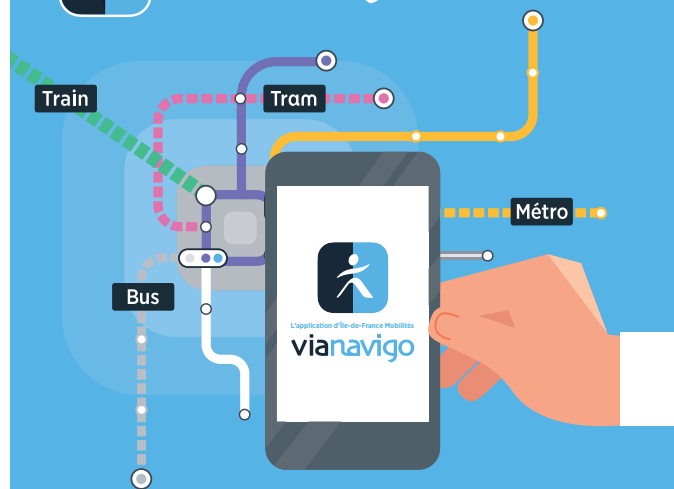 Train
Tram
Métro
Bus
L'application d'Île-de-France Mobilités
vianavigo